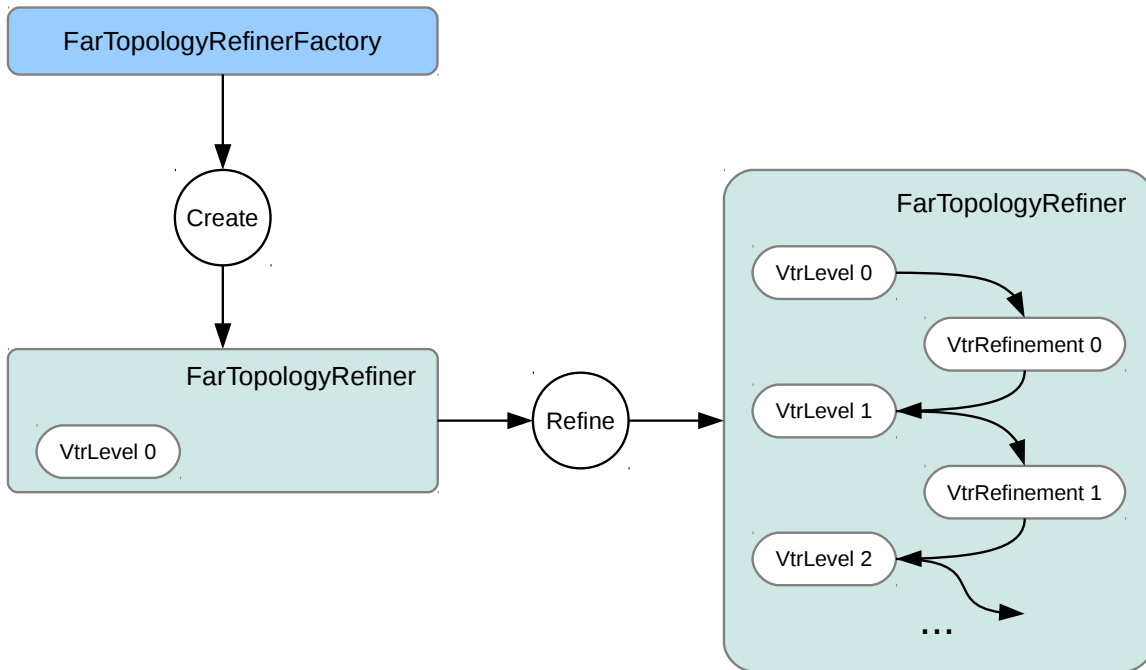 FarTopologyRefinerFactory
Create
FarTopologyRefiner
VtrLevel 0
Refine
FarTopologyRefiner
VtrLevel 0
VtrRefinement 0
VtrLevel 1
VtrRefinement 1
VtrLevel 2
...